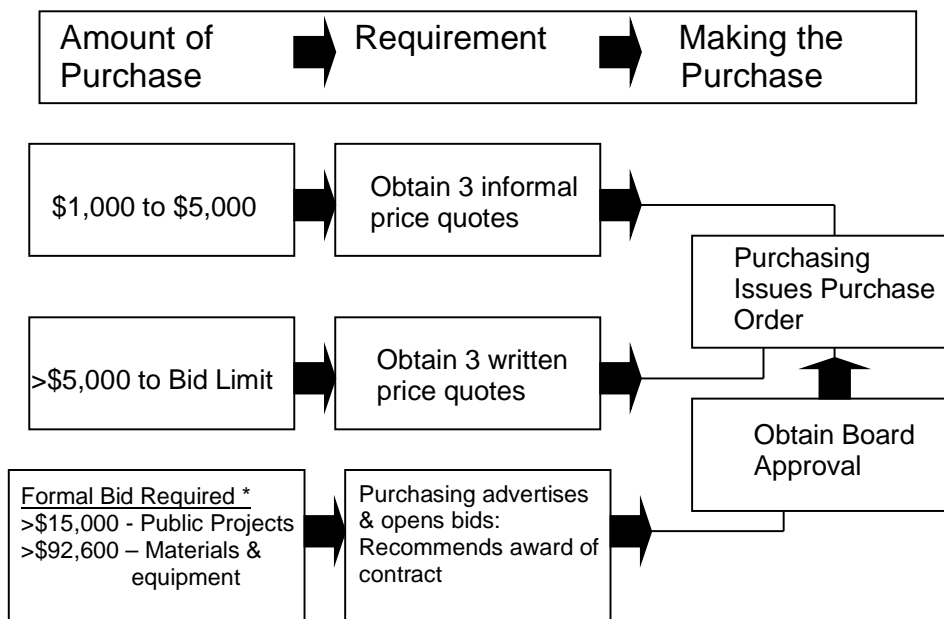 Amount of
Purchase
Requirement
Making the
Purchase
$1,000 to $5,000
Obtain 3 informal
price quotes
Purchasing
Issues Purchase
Order
>$5,000 to Bid Limit
Obtain 3 written
price quotes
Obtain Board
Approval
Formal Bid Required *
>$15,000 - Public Projects
>$92,600 – Materials &
equipment
Purchasing advertises
& opens bids:
Recommends award of
contract